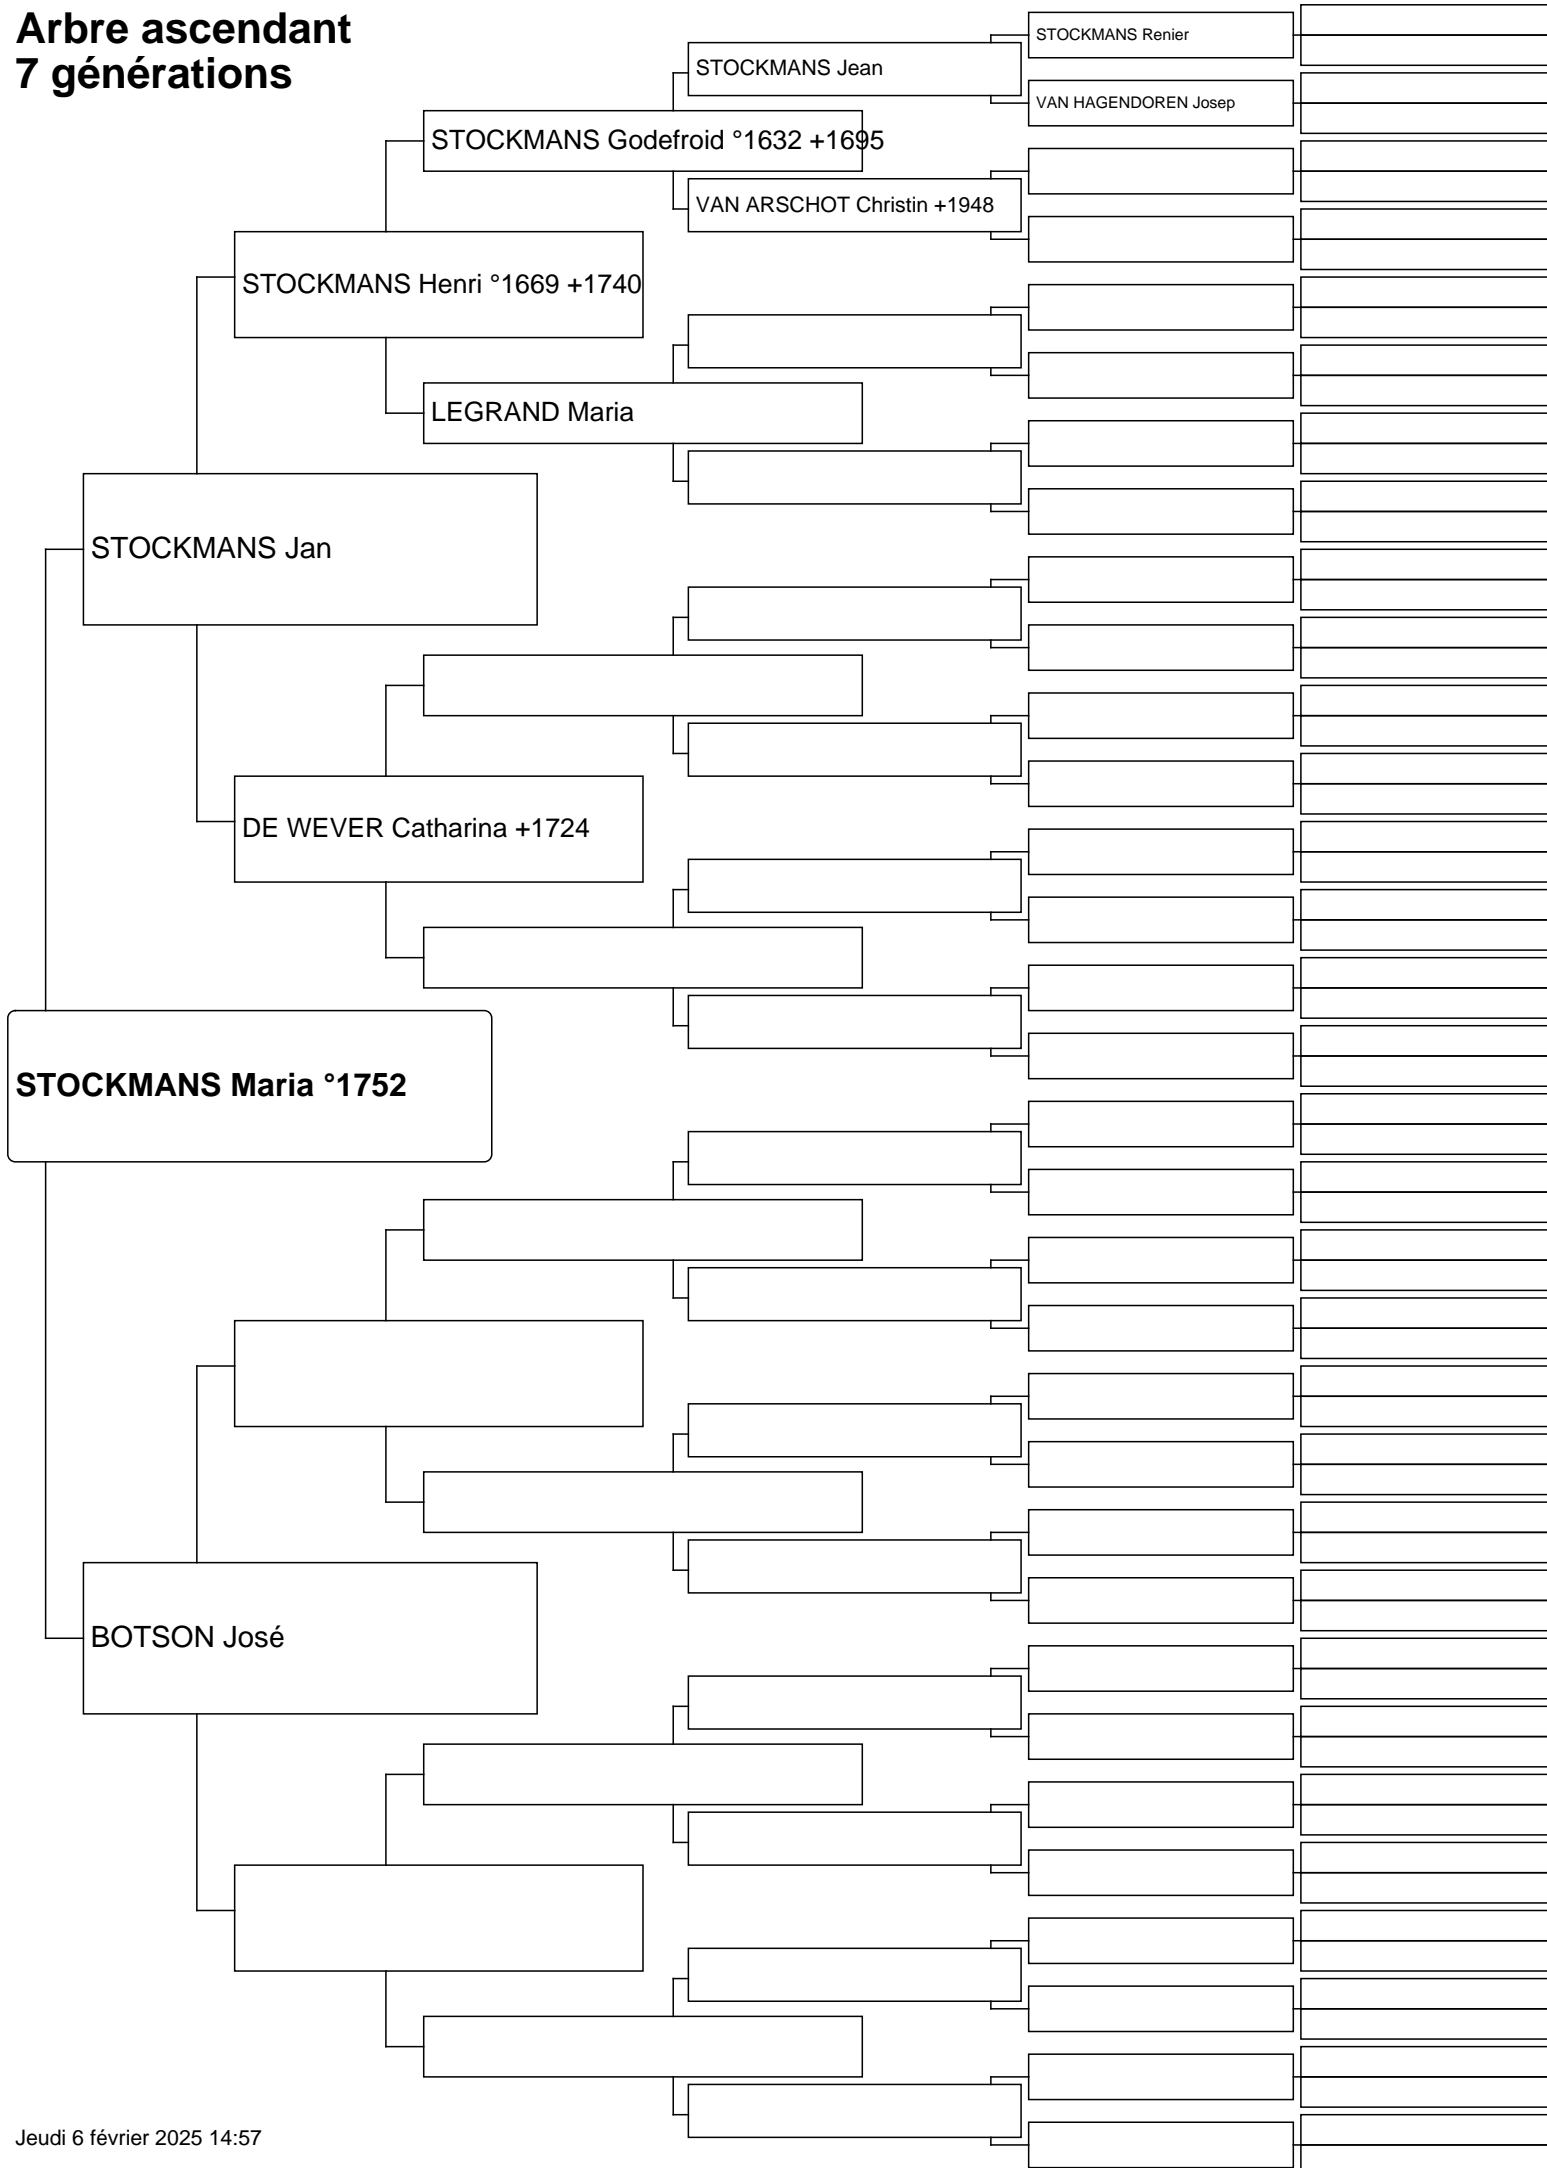 Arbre ascendant
7 générations
STOCKMANS Renier
STOCKMANS Jean
VAN HAGENDOREN Josep
STOCKMANS Godefroid °1632 +1695
VAN ARSCHOT Christin +1948
STOCKMANS Henri °1669 +1740
LEGRAND Maria
STOCKMANS Jan
DE WEVER Catharina +1724
STOCKMANS Maria °1752
BOTSON José
Jeudi 6 février 2025 14:57